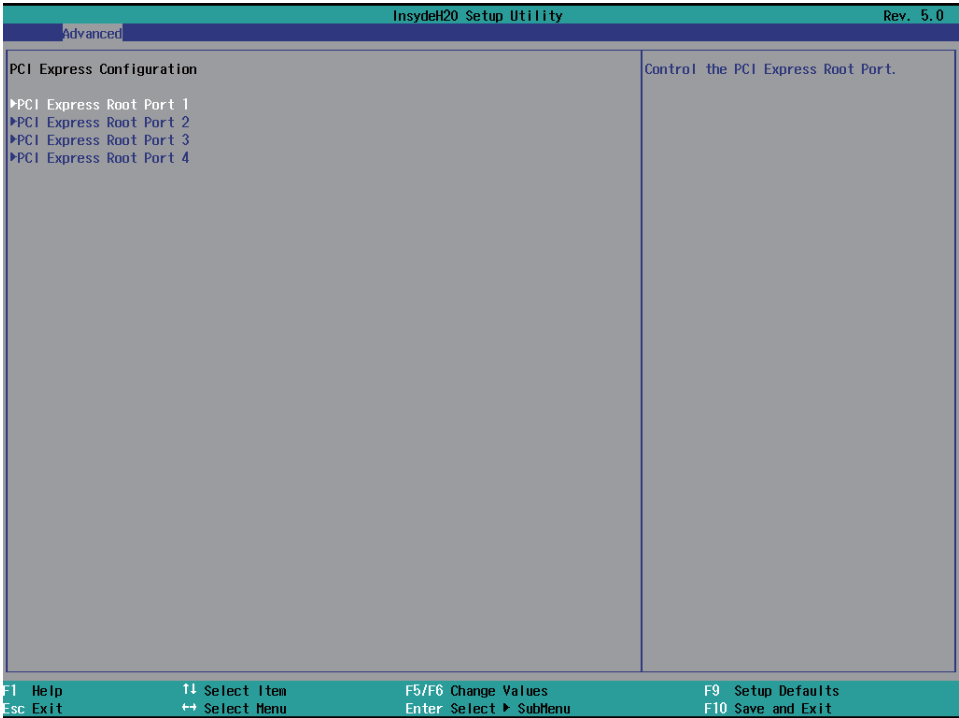 InsydeH20 Setup Utility Rev. 5.0
Advanced
PCI Express Configuration
Control the PCI Express Root Port.
▶PCI Express Root Port 1
▶PCI Express Root Port 2
▶PCI Express Root Port 3
▶PCI Express Root Port 4
F1 Help ↑↓ Select Item F5/F6 Change Values F9 Setup Defaults
Esc Exit ↔ Select Menu Enter Select ▶ SubMenu F10 Save and Exit